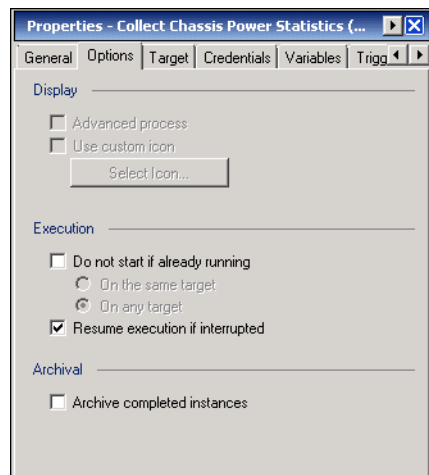 Properties - Collect Chassis Power Statistics (...
General Options Target Credentials Variables Trigg
Display
Advanced process
Use custom icon
Select Icon...
Execution
Do not start if already running
On the same target
On any target
Resume execution if interrupted
Archival
Archive completed instances